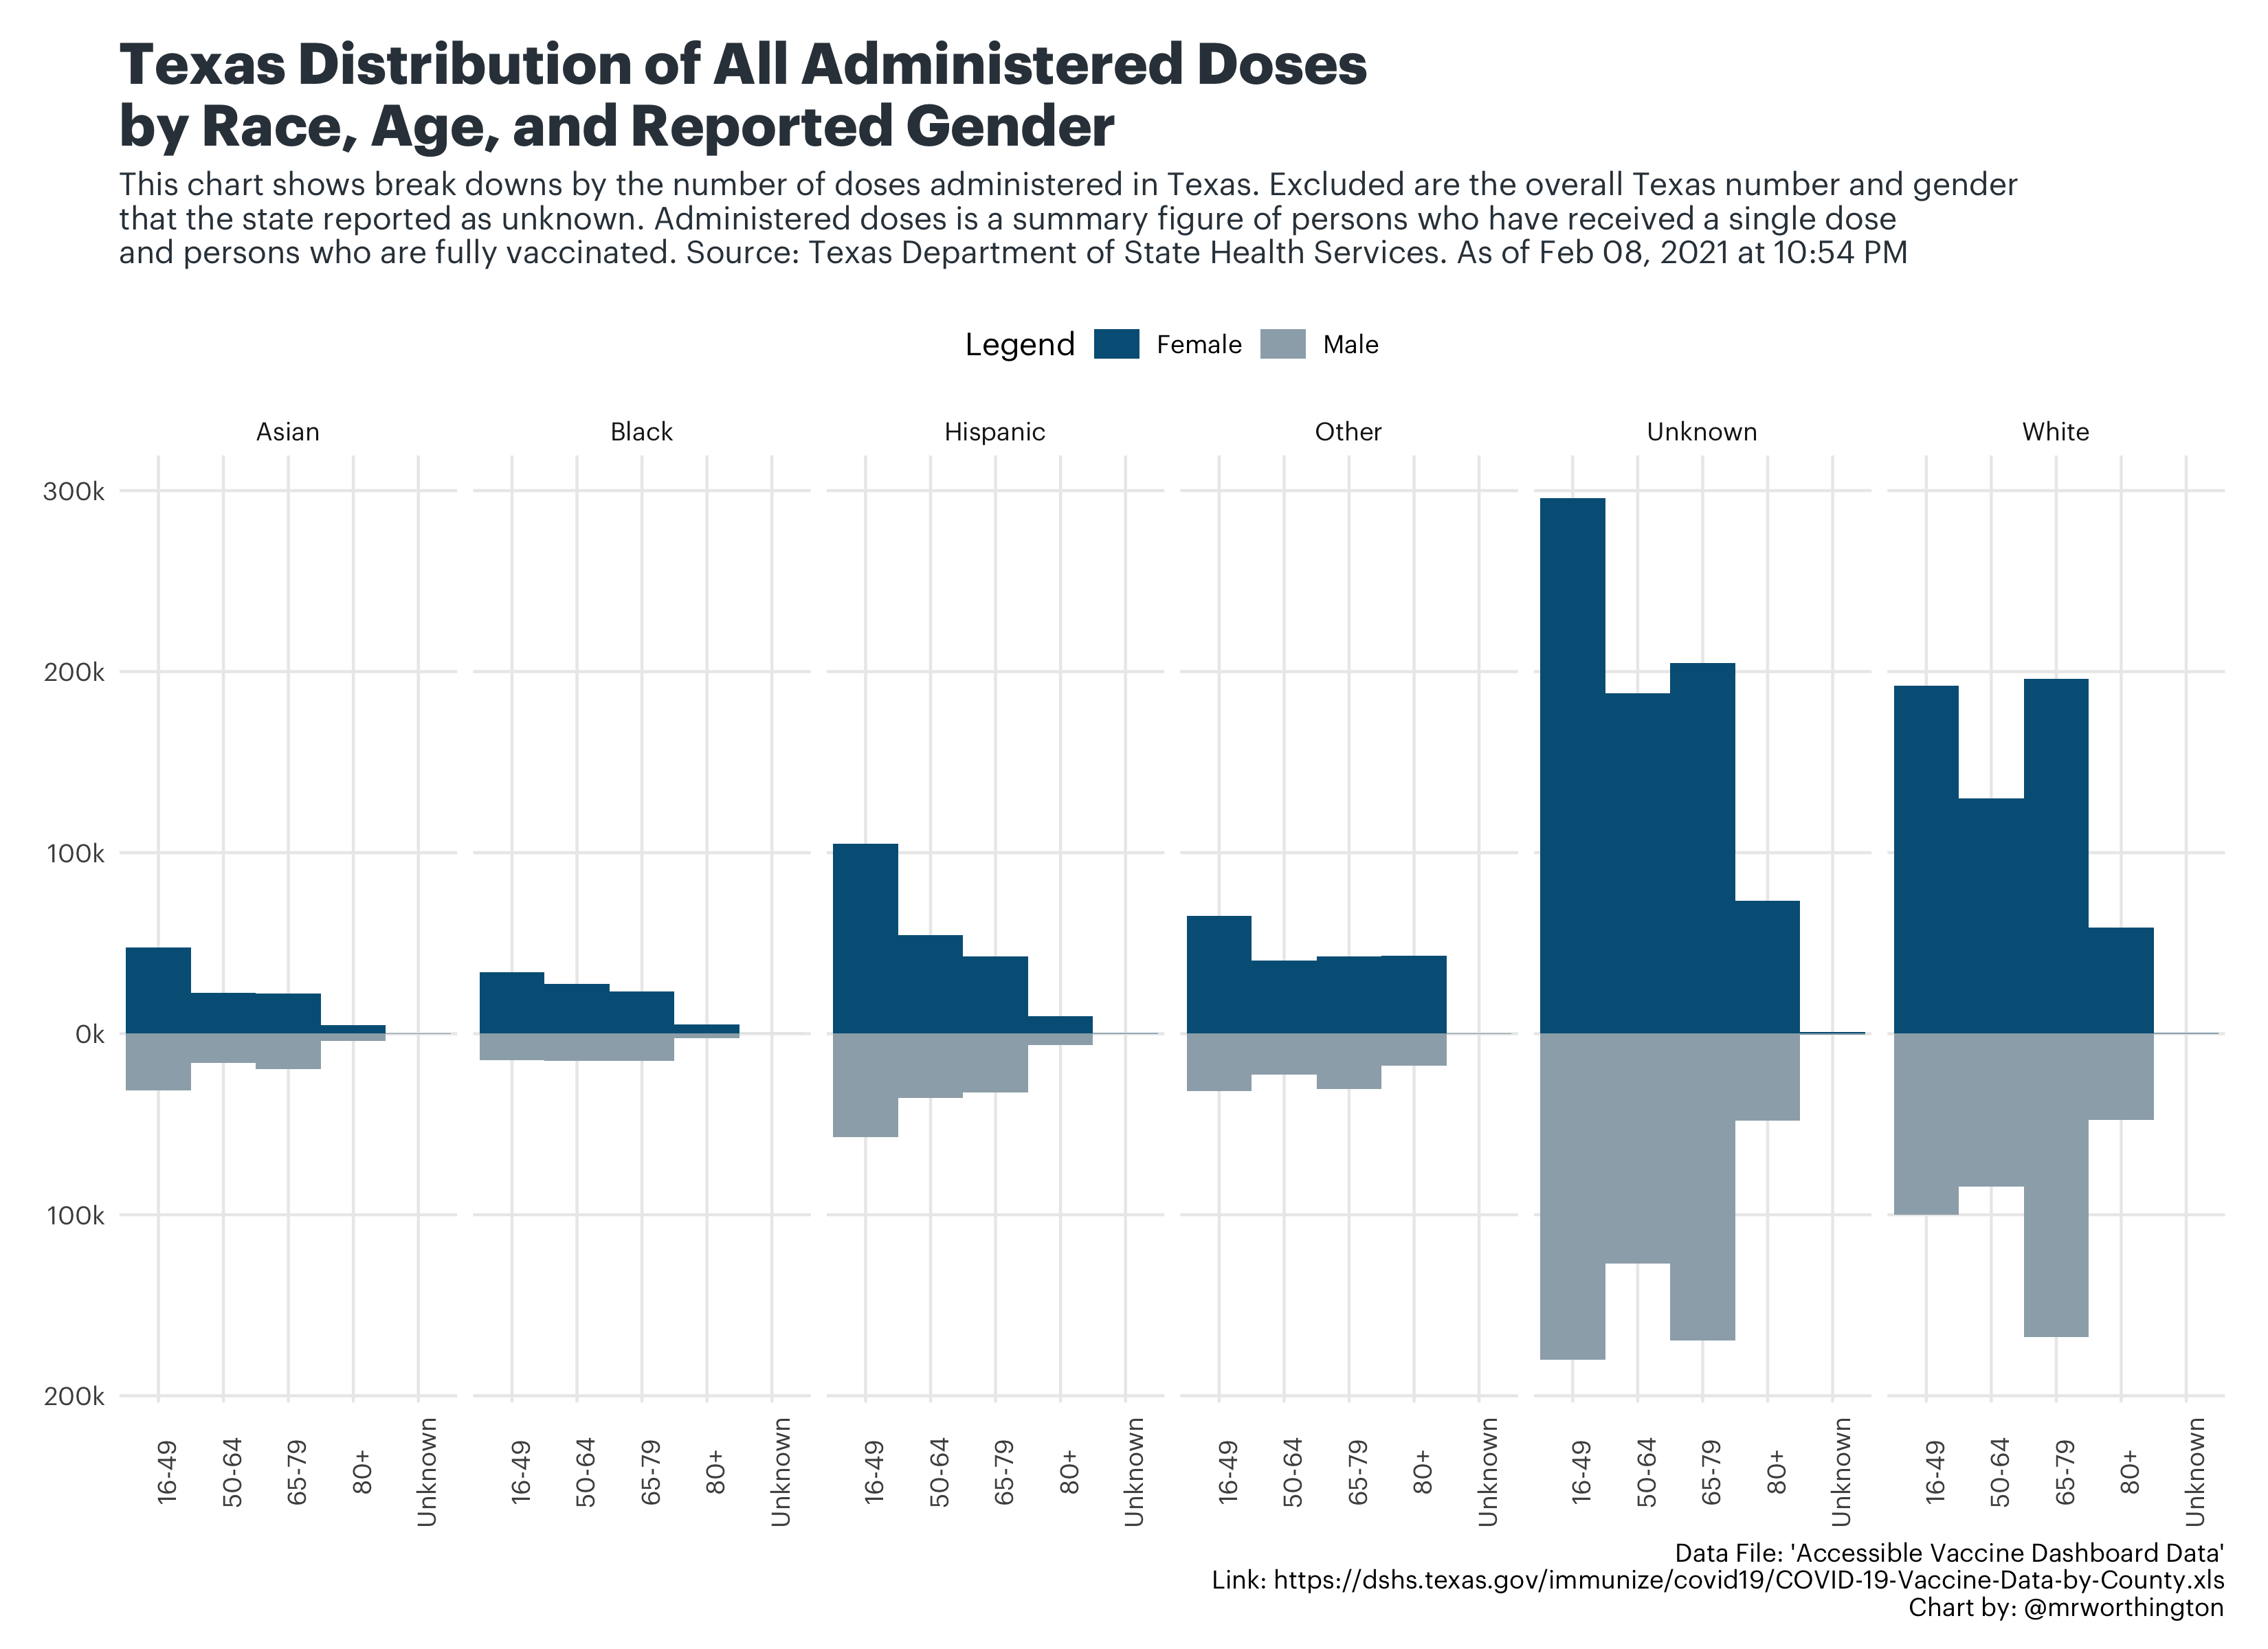 Texas Distribution of All Administered Doses
by Race, Age, and Reported Gender
This chart shows break downs by the number of doses administered in Texas. Excluded are the overall Texas number and gender
that the state reported as unknown. Administered doses is a summary figure of persons who have received a single dose
and persons who are fully vaccinated. Source: Texas Department of State Health Services. As of Feb 08, 2021 at 10:54 PM
Legend Female Male
Asian Black Hispanic Other Unknown White
300k
200k
100k
0k
100k
200k
16-49 50-64 65-79 80+ Unknown 16-49 50-64 65-79 80+ Unknown 16-49 50-64 65-79 80+ Unknown 16-49 50-64 65-79 80+ Unknown 16-49 50-64 65-79 80+ Unknown 16-49 50-64 65-79 80+ Unknown
Data File: 'Accessible Vaccine Dashboard Data'
Link: https://dshs.texas.gov/immunize/covid19/COVID-19-Vaccine-Data-by-County.xls
Chart by: @mrworthington